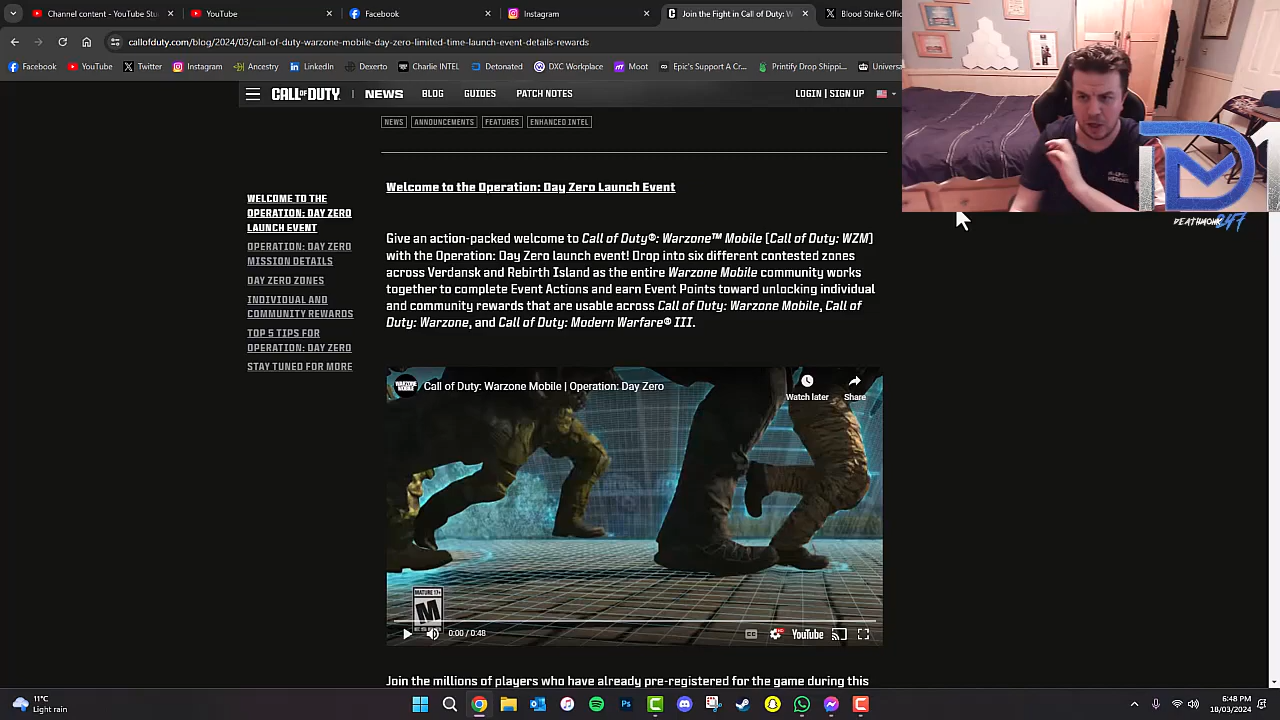 Channel content - YouTube St
YouTube
Facebook
Instagram
Join the Fight in Call of Duty: W
Blood Strike Offic
callofduty.com/blog/2024/03/call-of-duty-warzone-mobile-day-zero-limited-time-launch-event-details-rewards
Facebook
YouTube
Twitter
Instagram
Ancestry
LinkedIn
Dexerto
Charlie INTEL
Detonated
DXC Workplace
Moot
Epic's Support A Cr...
Printify Drop Shippi...
Univers
CALL OF DUTY
NEWS
BLOG
GUIDES
PATCH NOTES
LOGIN | SIGN UP
NEWS
ANNOUNCEMENTS
FEATURES
ENHANCED INTEL
WELCOME TO THE
OPERATION: DAY ZERO
LAUNCH EVENT
OPERATION: DAY ZERO
MISSION DETAILS
DAY ZERO ZONES
INDIVIDUAL AND
COMMUNITY REWARDS
TOP 5 TIPS FOR
OPERATION: DAY ZERO
STAY TUNED FOR MORE
Welcome to the Operation: Day Zero Launch Event
Give an action-packed welcome to Call of Duty®: Warzone™ Mobile (Call of Duty: WZM)
with the Operation: Day Zero launch event! Drop into six different contested zones
across Verdansk and Rebirth Island as the entire Warzone Mobile community works
together to complete Event Actions and earn Event Points toward unlocking individual
and community rewards that are usable across Call of Duty: Warzone Mobile, Call of
Duty: Warzone, and Call of Duty: Modern Warfare® III.
WARZONE
MOBILE
Call of Duty: Warzone Mobile | Operation: Day Zero
Watch later
Share
MATURE 17+
M
0:00 / 0:48
CC
YouTube
Join the millions of players who have already pre-registered for the game during this
DM
DEATHMONK 247
11°C
Light rain
6:48 PM
18/03/2024